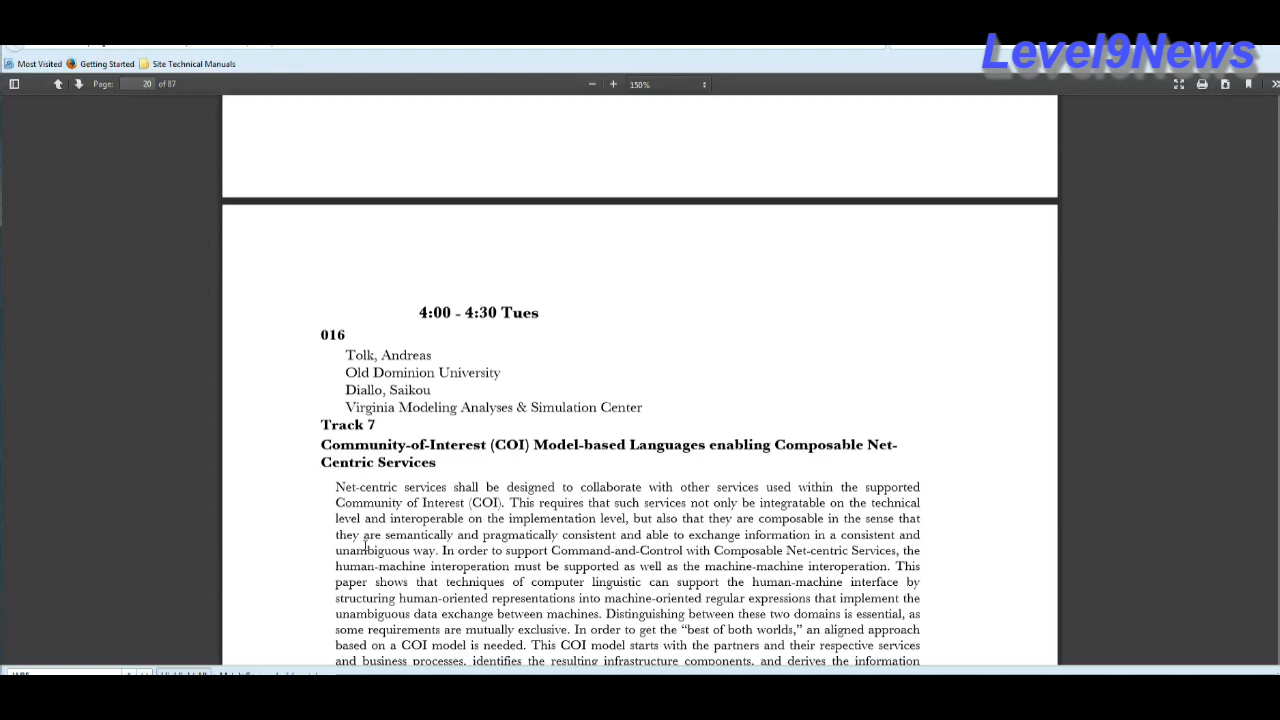 Level9News
Most Visited Getting Started Site Technical Manuals
Page: 20 of 87 150%
4:00 - 4:30 Tues
016
Tolk, Andreas
Old Dominion University
Diallo, Saikou
Virginia Modeling Analyses & Simulation Center
Track 7
Community-of-Interest (COI) Model-based Languages enabling Composable Net-
Centric Services
Net-centric services shall be designed to collaborate with other services used within the supported
Community of Interest (COI). This requires that such services not only be integratable on the technical
level and interoperable on the implementation level, but also that they are composable in the sense that
they are semantically and pragmatically consistent and able to exchange information in a consistent and
unambiguous way. In order to support Command-and-Control with Composable Net-centric Services, the
human-machine interoperation must be supported as well as the machine-machine interoperation. This
paper shows that techniques of computer linguistic can support the human-machine interface by
structuring human-oriented representations into machine-oriented regular expressions that implement the
unambiguous data exchange between machines. Distinguishing between these two domains is essential, as
some requirements are mutually exclusive. In order to get the “best of both worlds,” an aligned approach
based on a COI model is needed. This COI model starts with the partners and their respective services
and business processes, identifies the resulting infrastructure components, and derives the information